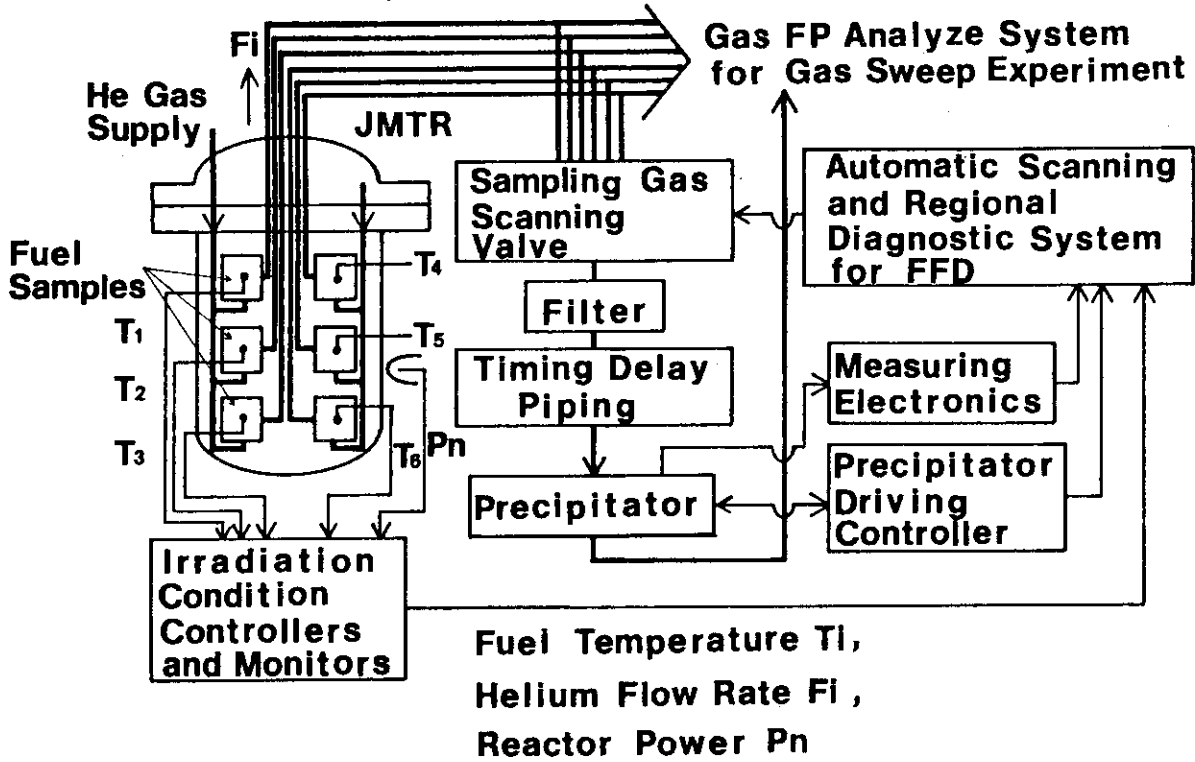 Fi
Gas FP Analyze System
for Gas Sweep Experiment
He Gas
Supply
JMTR
Sampling Gas
Scanning
Valve
Automatic Scanning
and Regional
Diagnostic System
for FFD
Fuel
Samples
T4
Filter
T1
T5
Timing Delay
Piping
Measuring
Electronics
T2
T3
T6
Pn
Precipitator
Precipitator
Driving
Controller
Irradiation
Condition
Controllers
and Monitors
Fuel Temperature Ti,
Helium Flow Rate Fi ,
Reactor Power Pn